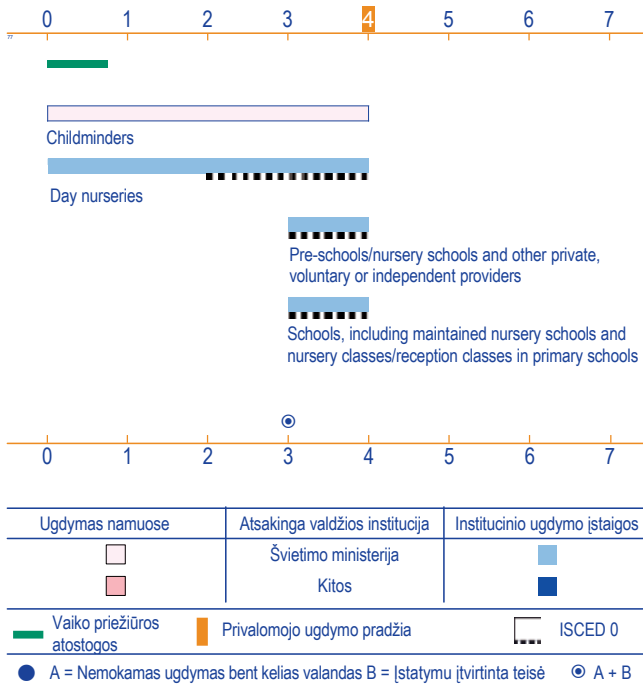 0 1 2 3 4 5 6 7
77
Childminders
Day nurseries
Pre-schools/nursery schools and other private,
voluntary or independent providers
Schools, including maintained nursery schools and
nursery classes/reception classes in primary schools
0 1 2 3 4 5 6 7
Ugdymas namuose Atsakinga valdžios institucija Institucinio ugdymo įstaigos
Švietimo ministerija
Kitos
Vaiko priežiūros
atostogos
Privalomojo ugdymo pradžia
ISCED 0
A = Nemokamas ugdymas bent kelias valandas B = Įstatymu įtvirtinta teisė A + B